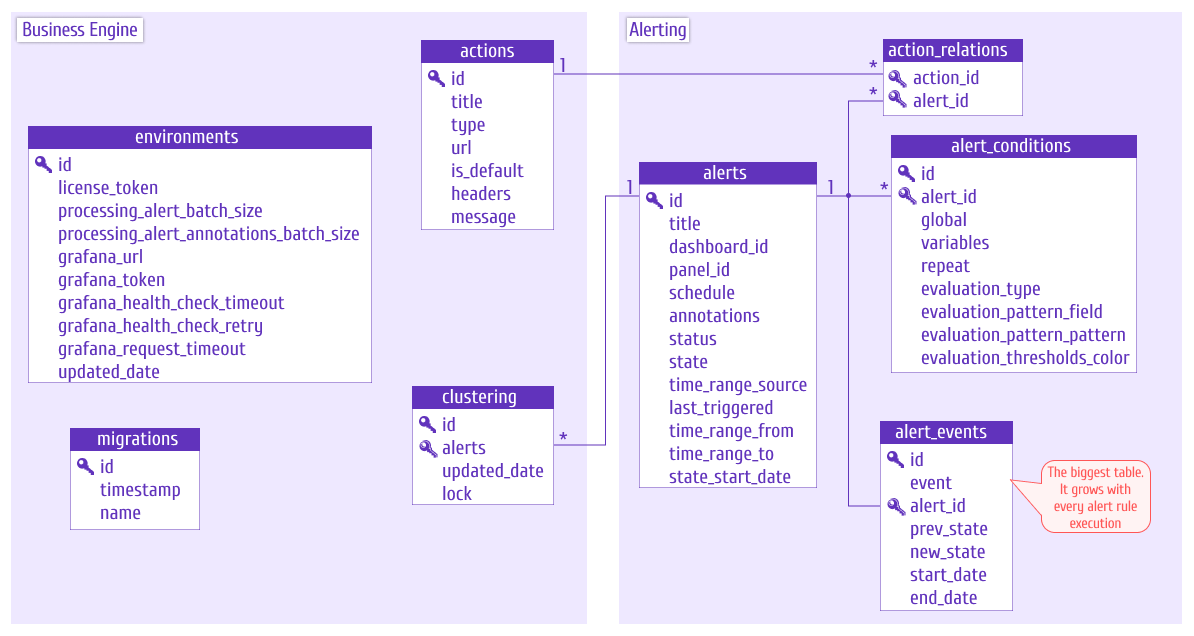 Business Engine
actions
1
id
title
type
url
is_default
headers
message
environments
id
license_token
processing_alert_batch_size
processing_alert_annotations_batch_size
grafana_url
grafana_token
grafana_health_check_timeout
grafana_health_check_retry
grafana_request_timeout
updated_date
clustering
id
alerts
updated_date
lock
*
migrations
id
timestamp
name
Alerting
action_relations
*
action_id
*
alert_id
alerts
1
1
id
title
dashboard_id
panel_id
schedule
annotations
status
state
time_range_source
last_triggered
time_range_from
time_range_to
state_start_date
alert_conditions
id
*
alert_id
global
variables
repeat
evaluation_type
evaluation_pattern_field
evaluation_pattern_pattern
evaluation_thresholds_color
alert_events
id
event
alert_id
prev_state
new_state
start_date
end_date
The biggest table.
It grows with
every alert rule
execution